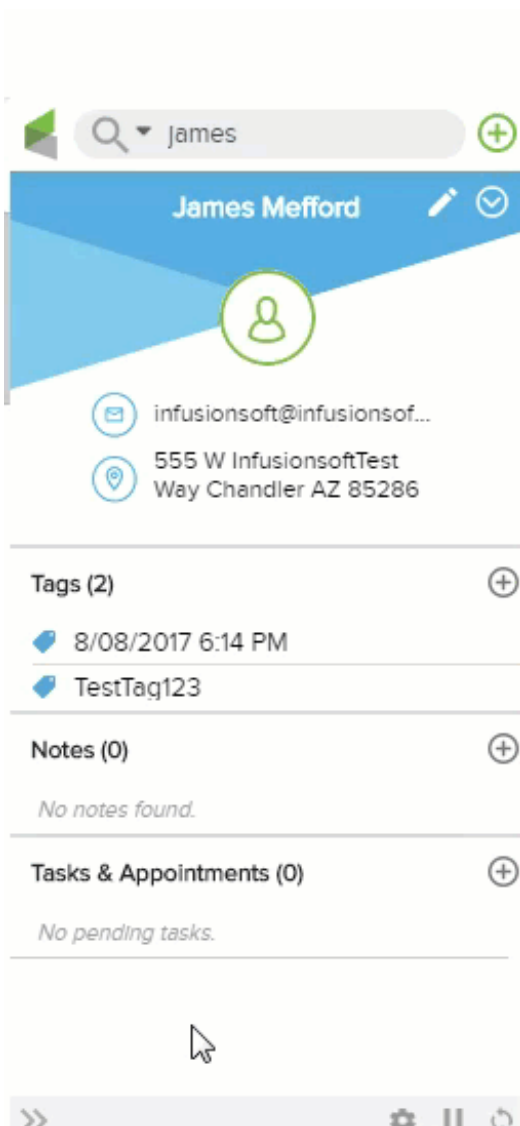 James
James Mefford
infusionsoft@infusionsof...
555 W InfusionsoftTest
Way Chandler AZ 85286
Tags (2)
8/08/2017 6:14 PM
TestTag123
Notes (0)
No notes found.
Tasks & Appointments (0)
No pending tasks.